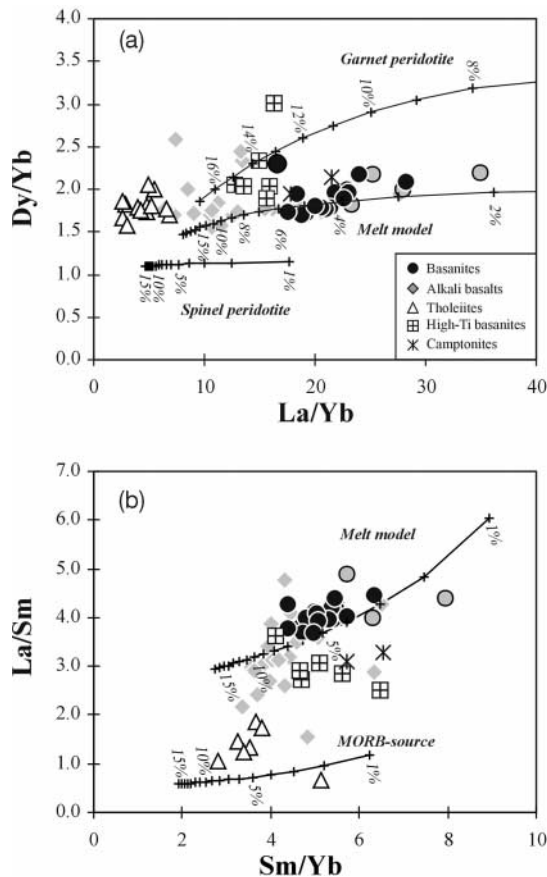 (a)
Garnet peridotite
8%
10%
12%
14%
16%
Dy/Yb
4.0
3.5
3.0
2.5
2.0
1.5
1.0
0.5
0.0
Melt model
2%
4%
6%
8%
10%
15%
Spinel peridotite
1%
5%
10%
15%
Basanites
Alkali basalts
Tholeiites
High-Ti basanites
Camptonites
0 10 20 30 40
La/Yb
(b)
Melt model
1%
5%
10%
15%
La/Sm
7.0
6.0
5.0
4.0
3.0
2.0
1.0
0.0
MORB-source
15%
10%
5%
1%
0 2 4 6 8 10
Sm/Yb